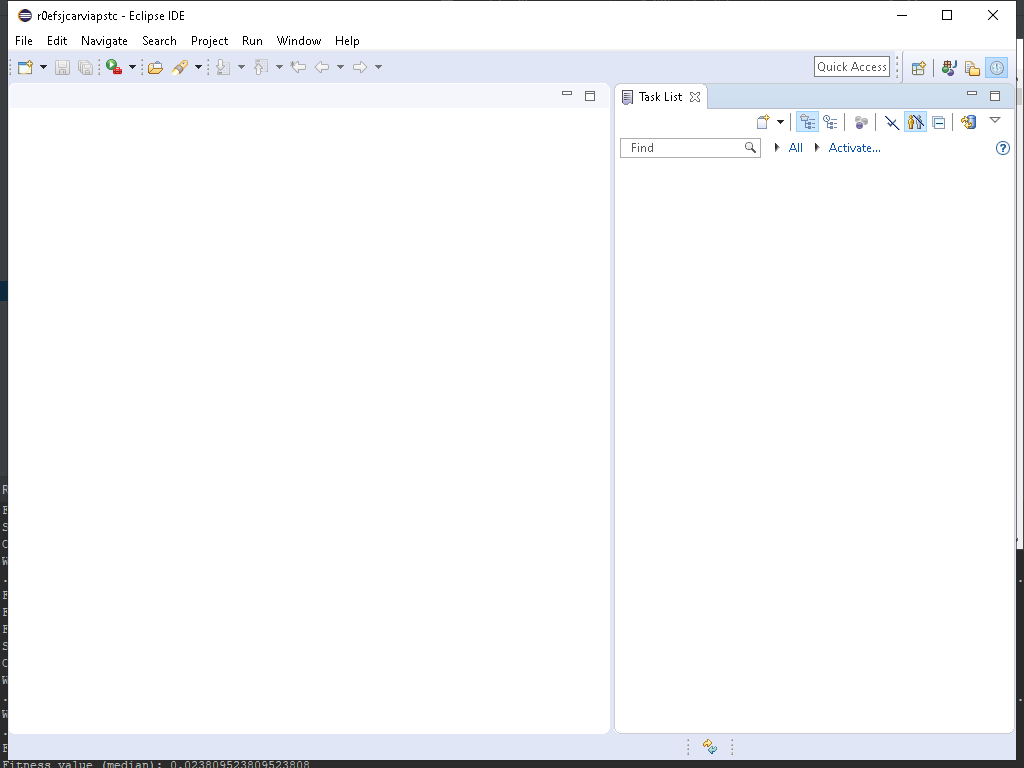 r0efsjcarviapstc - Eclipse IDE
File Edit Navigate Search Project Run Window Help
Quick Access
Task List
Find All Activate...
Fitness value (median): 0.023809523809523808